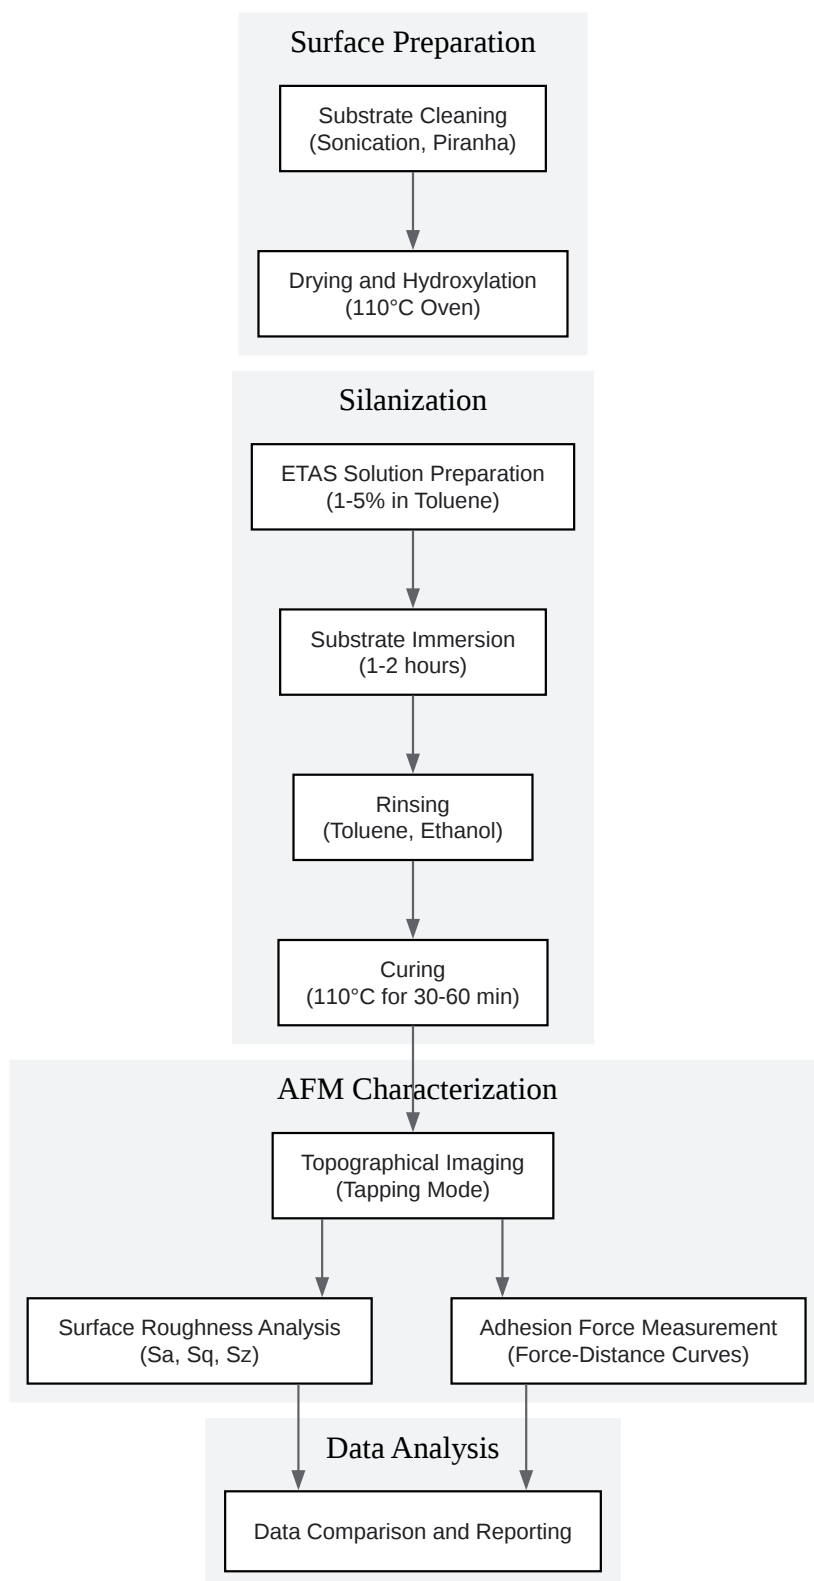 Surface Preparation
Substrate Cleaning
(Sonication, Piranha)
Drying and Hydroxylation
(110°C Oven)
Silanization
ETAS Solution Preparation
(1-5% in Toluene)
Substrate Immersion
(1-2 hours)
Rinsing
(Toluene, Ethanol)
Curing
(110°C for 30-60 min)
AFM Characterization
Topographical Imaging
(Tapping Mode)
Surface Roughness Analysis
(Sa, Sq, Sz)
Adhesion Force Measurement
(Force-Distance Curves)
Data Analysis
Data Comparison and Reporting